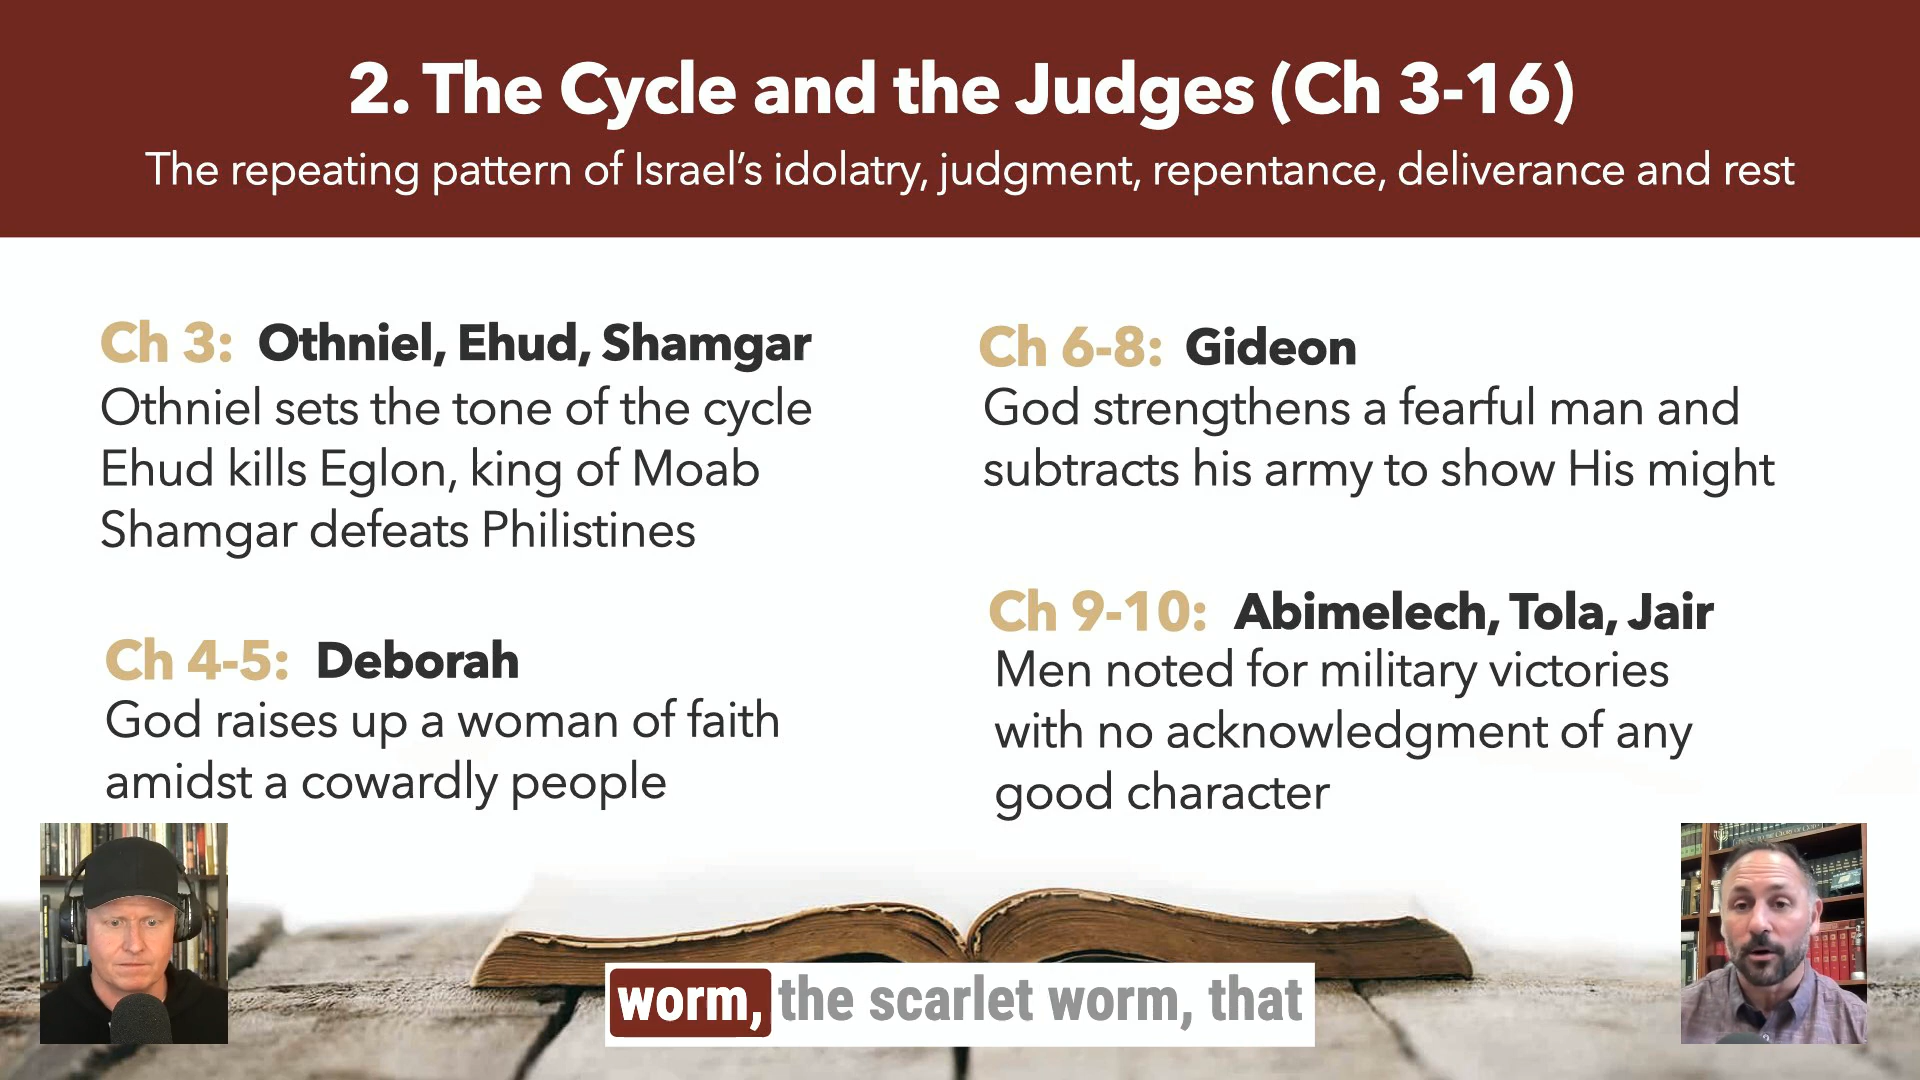 2. The Cycle and the Judges (Ch 3-16)
The repeating pattern of Israel’s idolatry, judgment, repentance, deliverance and rest
Ch 3: Othniel, Ehud, Shamgar
Othniel sets the tone of the cycle
Ehud kills Eglon, king of Moab
Shamgar defeats Philistines
Ch 4-5: Deborah
God raises up a woman of faith
amidst a cowardly people
Ch 6-8: Gideon
God strengthens a fearful man and
subtracts his army to show His might
Ch 9-10: Abimelech, Tola, Jair
Men noted for military victories
with no acknowledgment of any
good character
worm, the scarlet worm, that